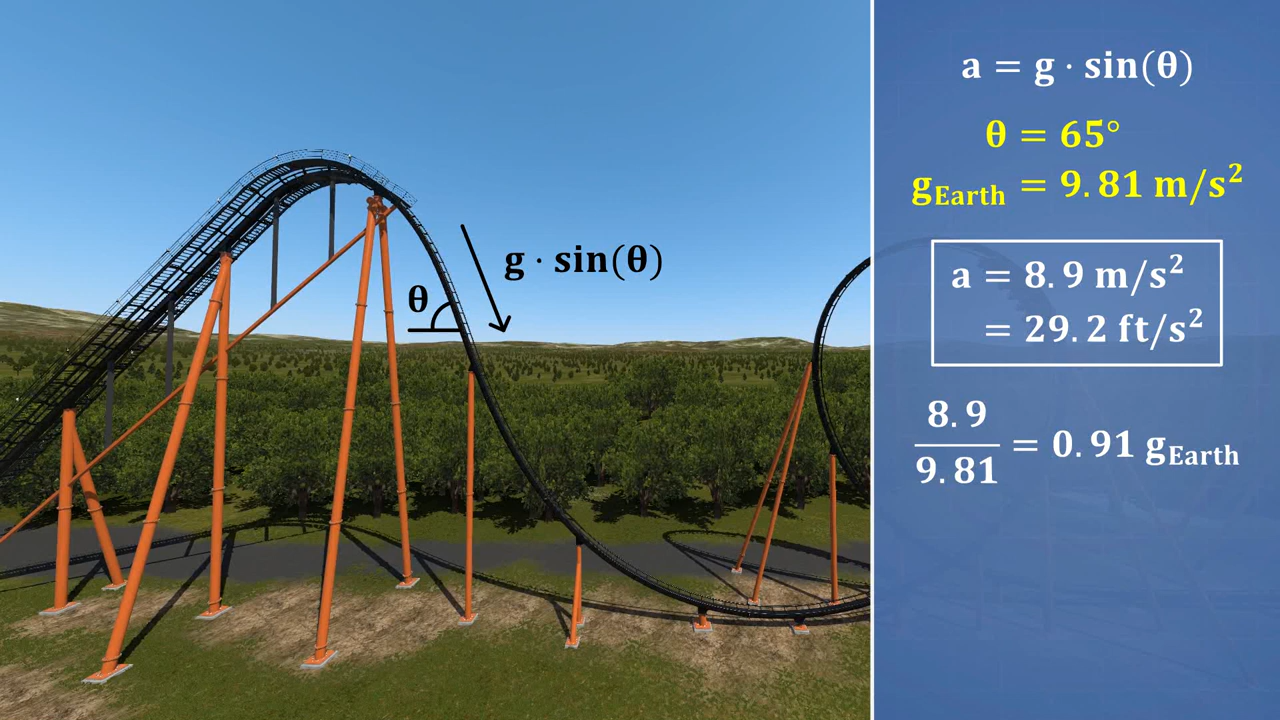 g · sin(θ)
θ
a = g · sin(θ)
θ = 65°
gEarth = 9.81 m/s²
a = 8.9 m/s²
= 29.2 ft/s²
8.9
9.81
= 0.91 gEarth